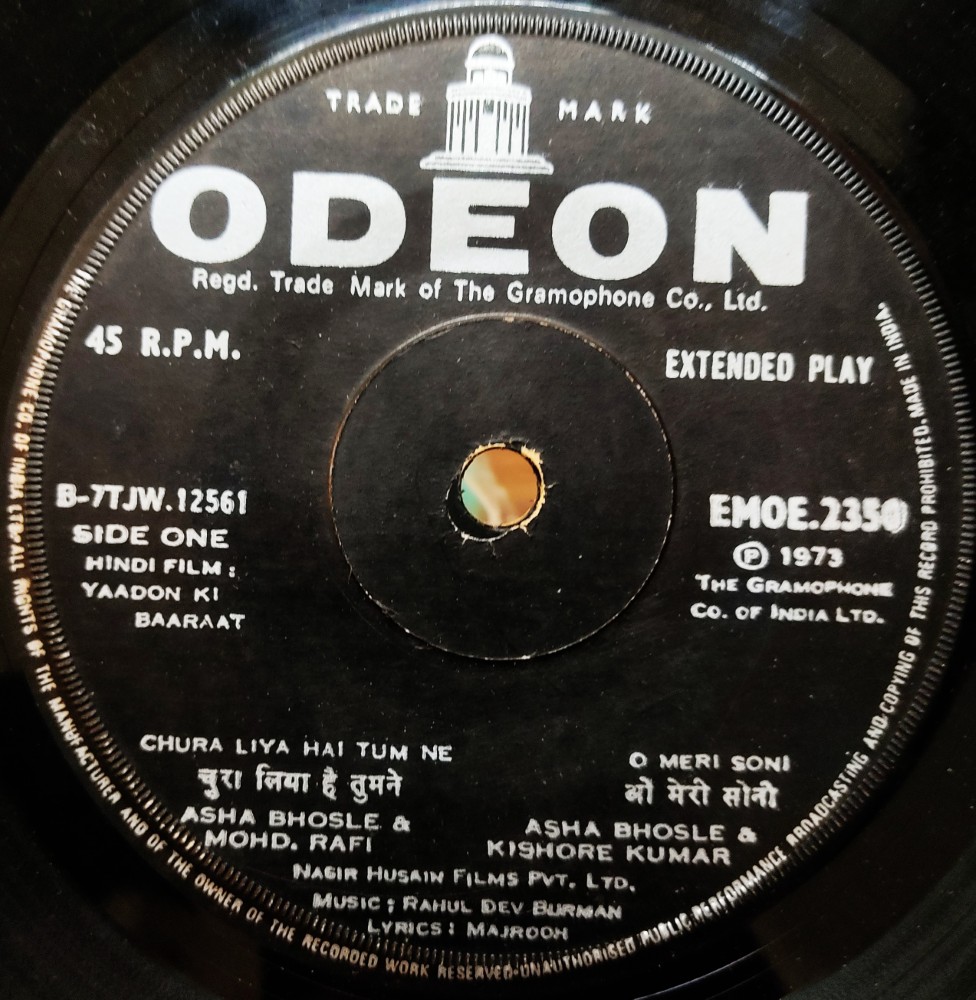 TRADE MARK
ODEON
Regd. Trade Mark of The Gramophone Co., Ltd.
45 R.P.M.
EXTENDED PLAY
B-7TJW.12561
SIDE ONE
HINDI FILM :
YAADON KI
BAARAAT
EMOE.2350
Ⓟ 1973
THE GRAMOPHONE
CO. OF INDIA LTD.
CHURA LIYA HAI TUM NE
चुरा लिया है तुमने
ASHA BHOSLE &
MOHD. RAFI
O MERI SONI
ओ मेरी सोनी
ASHA BHOSLE &
KISHORE KUMAR
NASIR HUSAIN FILMS PVT. LTD.
MUSIC : RAHUL DEV BURMAN
LYRICS : MAJROOH
THE GRAMOPHONE CO. OF INDIA LTD. ALL RIGHTS OF THE MANUFACTURER AND OF THE OWNER OF THE RECORDED WORK RESERVED-UNAUTHORISED PUBLIC PERFORMANCE BROADCASTING AND COPYING OF THIS RECORD PROHIBITED. MADE IN INDIA.